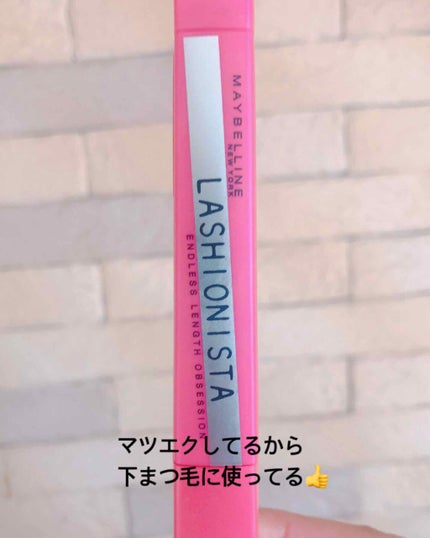 MAYBELLINE
NEW YORK
LASHIONISTA
ENDLESS LENGTH OBSESSION
マツエクしてるから
下まつ毛に使ってる👍